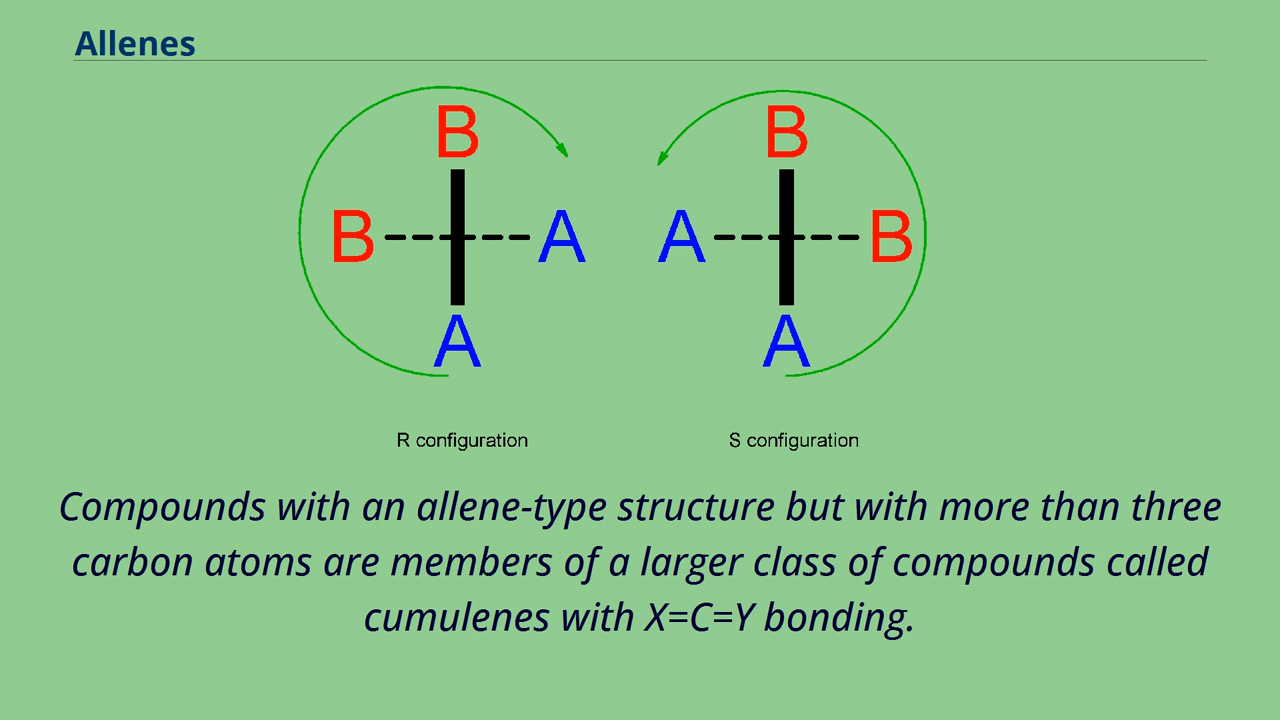 Allenes
B B
B A A B
A A
R configuration S configuration
Compounds with an allene-type structure but with more than three
carbon atoms are members of a larger class of compounds called
cumulenes with X=C=Y bonding.